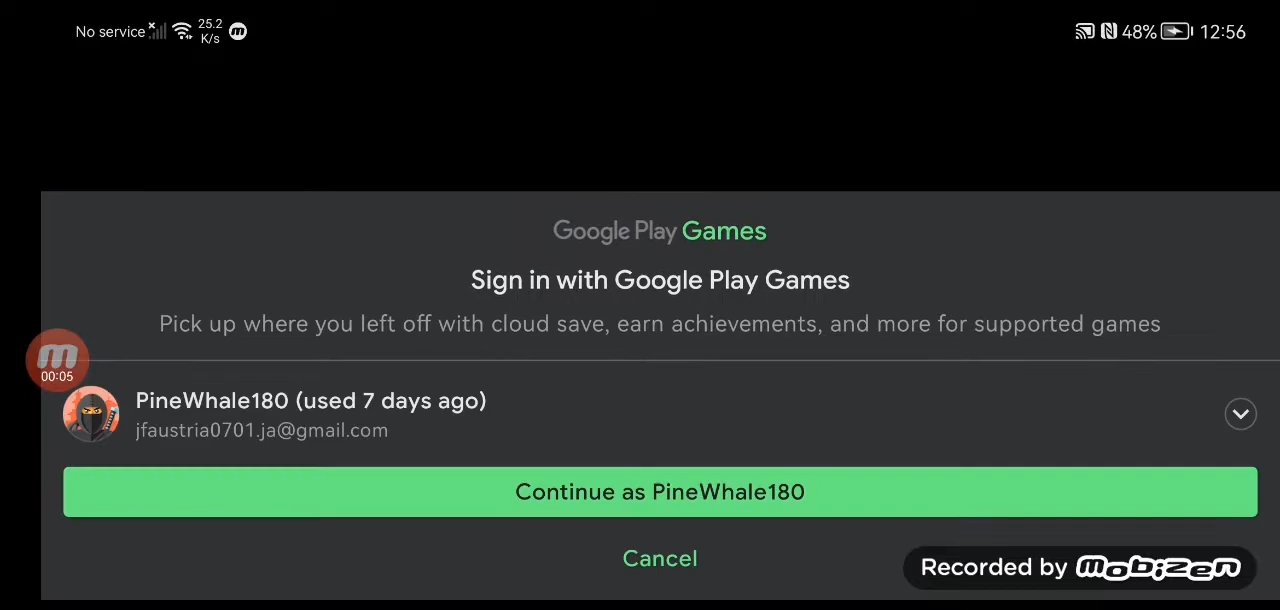 No service 25.2 K/s 48% 12:56
Google Play Games
Sign in with Google Play Games
Pick up where you left off with cloud save, earn achievements, and more for supported games
m
00:05
PineWhale180 (used 7 days ago)
jfaustria0701.ja@gmail.com
Continue as PineWhale180
Cancel
Recorded by mobizen